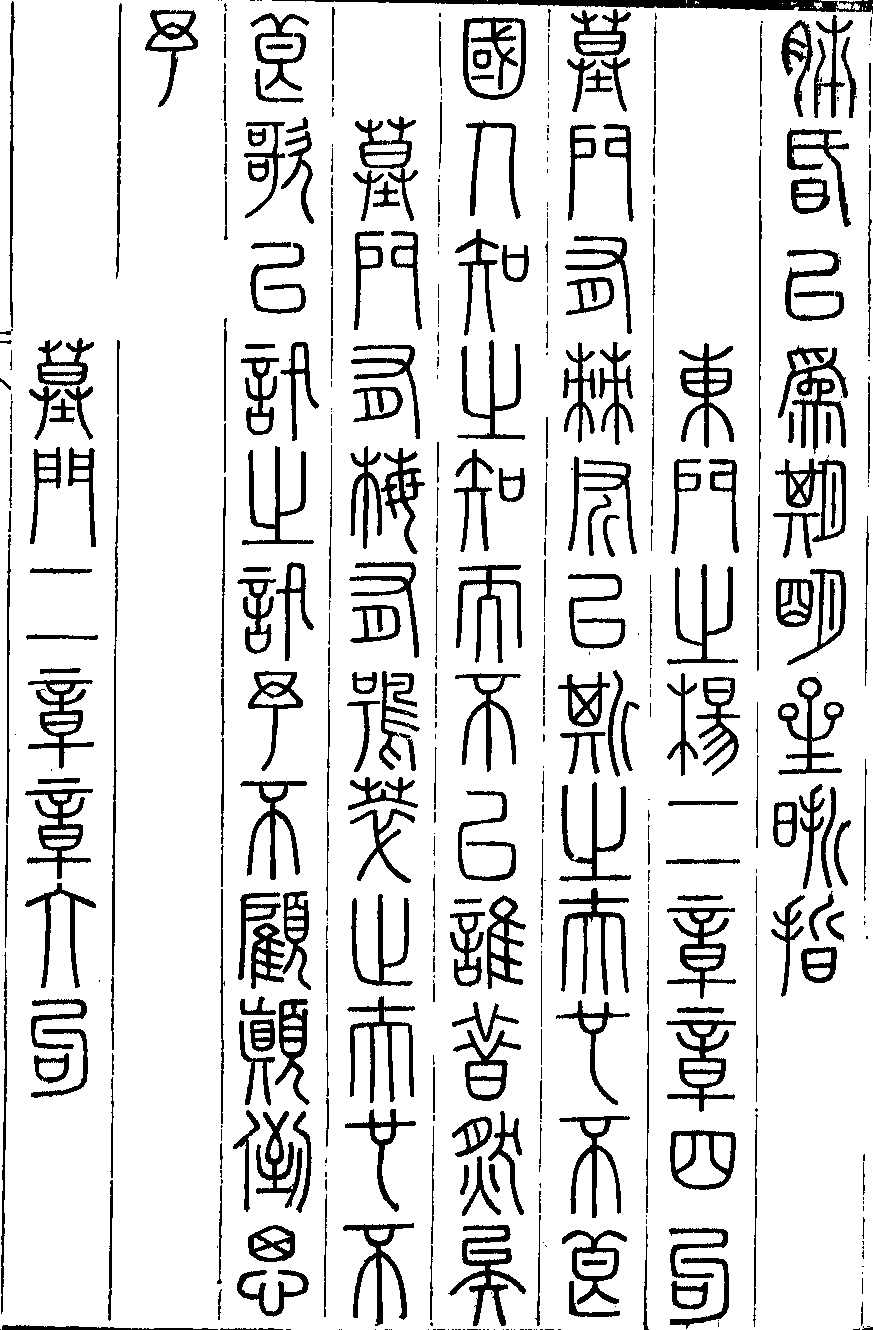 肺昏以為期明星晣晢
東門之楊二章章四句
墓門有棘斧以斯之夫也不良
國人知之知而不已誰昔然矣
墓門有梅有鴞萃止夫也不
良歌以訊之訊予不顧顛倒思
予
墓門二章章六句